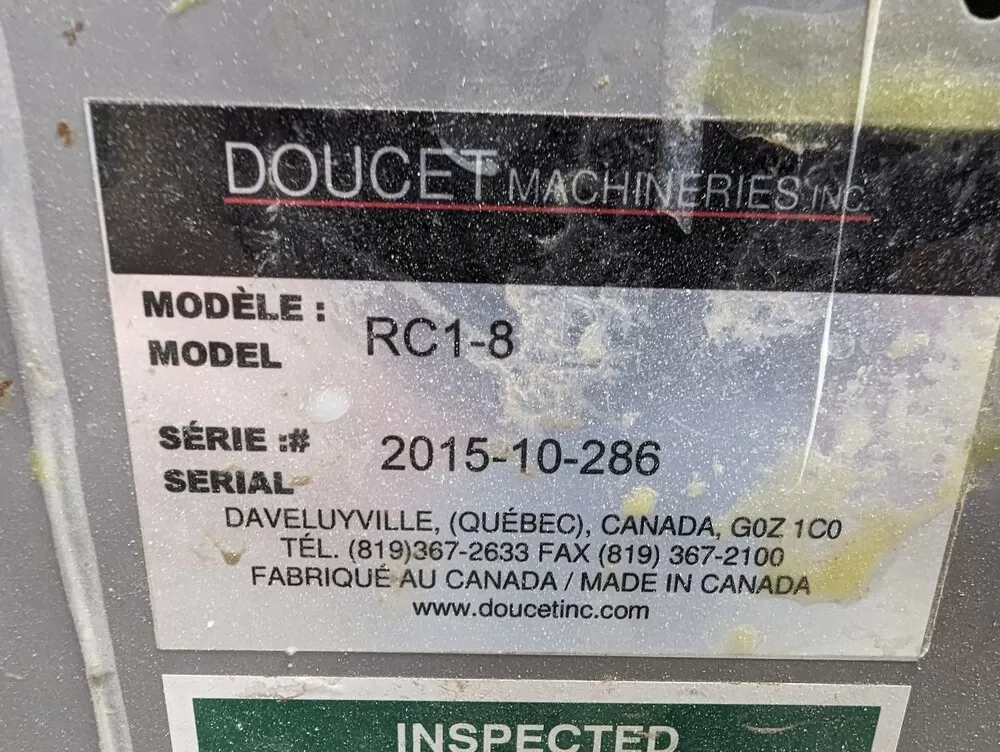 DOUCET MACHINERIES INC.
MODÈLE :
MODEL
RC1-8
SÉRIE :#
SERIAL
2015-10-286
DAVELUYVILLE, (QUÉBEC), CANADA, G0Z 1C0
TÉL. (819)367-2633 FAX (819) 367-2100
FABRIQUÉ AU CANADA / MADE IN CANADA
www.doucetinc.com
INSPECTED